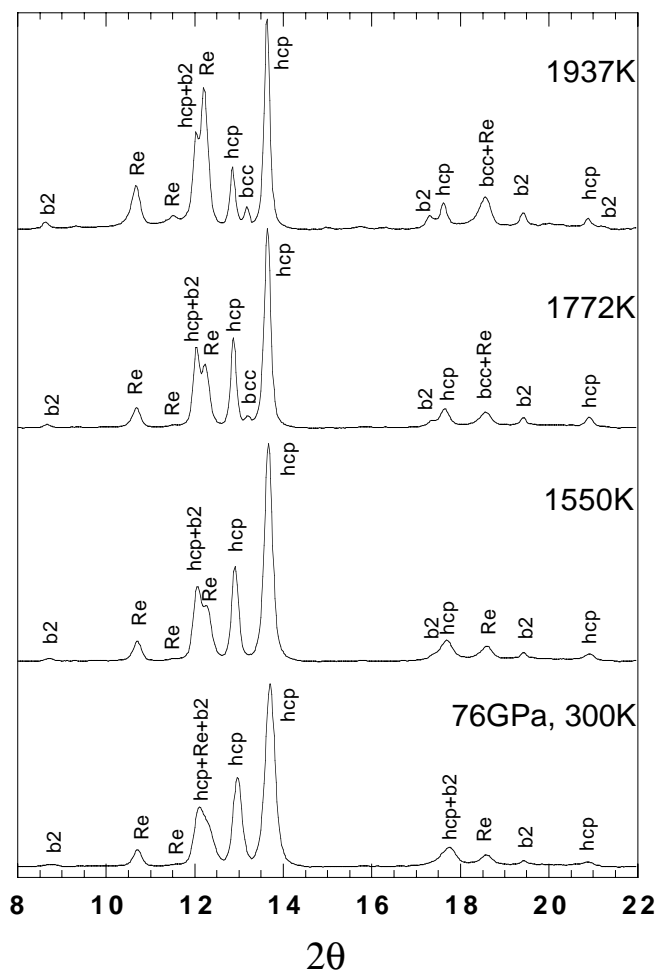 hcp
1937K
Re
hcp+b2
Re
hcp
bcc
b2
Re
b2
hcp
bcc+Re
b2
hcp
b2
hcp
1772K
hcp+b2
Re
hcp
bcc
b2
Re
Re
b2
hcp
bcc+Re
b2
hcp
hcp
1550K
hcp+b2
Re
hcp
b2
Re
Re
b2
hcp
Re
b2
hcp
hcp
76GPa, 300K
hcp+Re+b2
hcp
b2
Re
Re
hcp+b2
Re
b2
hcp
8 10 12 14 16 18 20 22
2θ